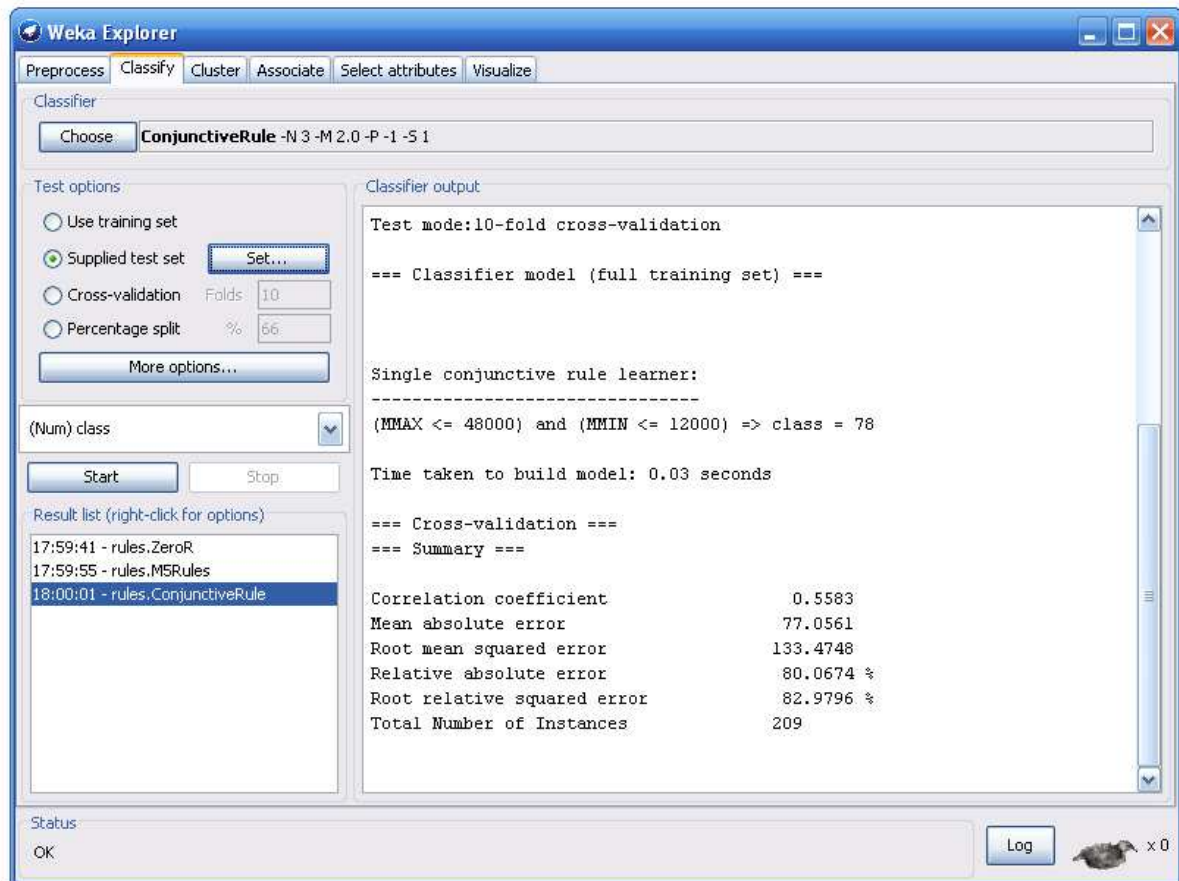 Weka Explorer
Preprocess Classify Cluster Associate Select attributes Visualize
Classifier
Choose ConjunctiveRule -N 3 -M 2.0 -P -1 -S 1
Test options
Use training set
Supplied test set Set...
Cross-validation Folds 10
Percentage split % 66
More options...
(Num) class
Start Stop
Result list (right-click for options)
17:59:41 - rules.ZeroR
17:59:55 - rules.M5Rules
18:00:01 - rules.ConjunctiveRule
Classifier output
Test mode:10-fold cross-validation
=== Classifier model (full training set) ===
Single conjunctive rule learner:
--------------------------------
(MMAX <= 48000) and (MMIN <= 12000) => class = 78
Time taken to build model: 0.03 seconds
=== Cross-validation ===
=== Summary ===
Correlation coefficient 0.5583
Mean absolute error 77.0561
Root mean squared error 133.4748
Relative absolute error 80.0674 %
Root relative squared error 82.9796 %
Total Number of Instances 209
Status
OK
Log x 0